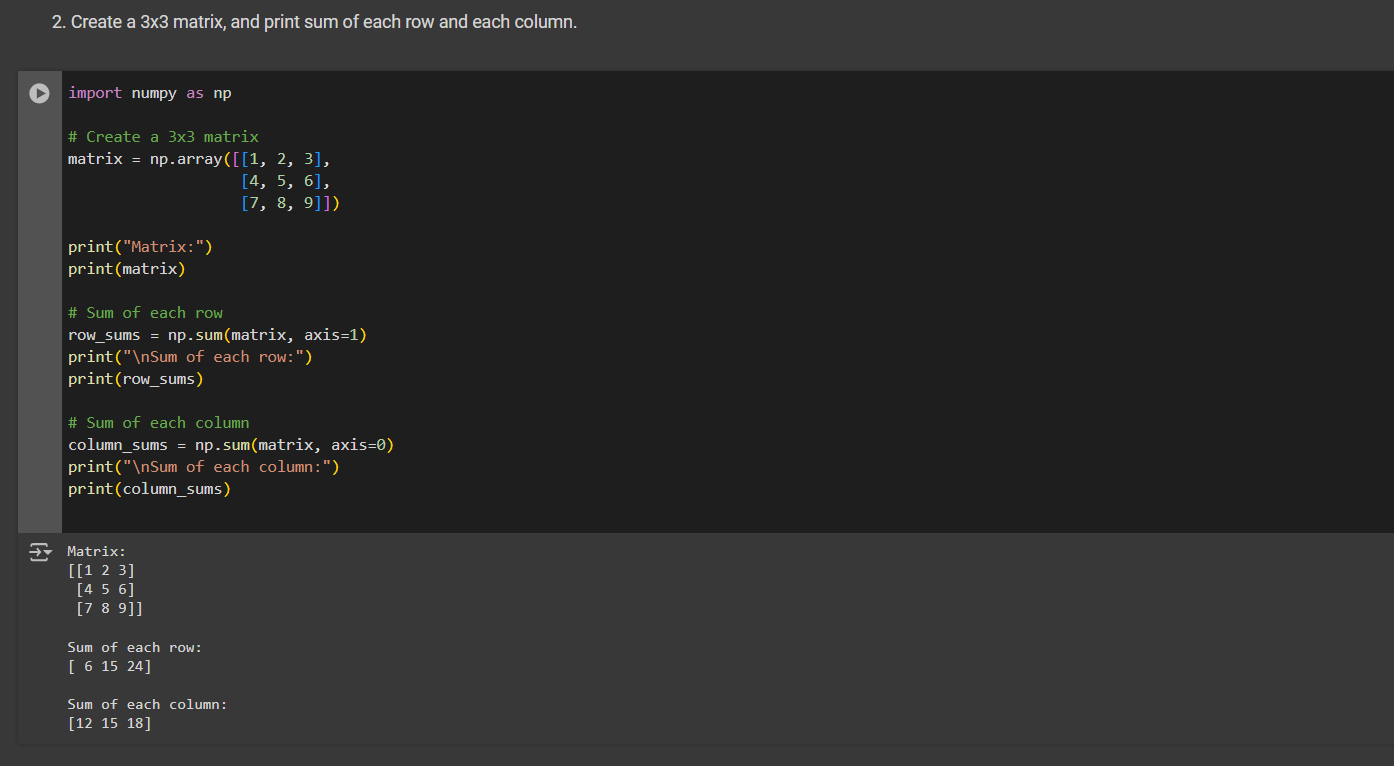 2. Create a 3x3 matrix, and print sum of each row and each column.
import numpy as np
# Create a 3x3 matrix
matrix = np.array([[1, 2, 3],
                   [4, 5, 6],
                   [7, 8, 9]])
print("Matrix:")
print(matrix)
# Sum of each row
row_sums = np.sum(matrix, axis=1)
print("\nSum of each row:")
print(row_sums)
# Sum of each column
column_sums = np.sum(matrix, axis=0)
print("\nSum of each column:")
print(column_sums)
Matrix:
[[1 2 3]
 [4 5 6]
 [7 8 9]]
Sum of each row:
[ 6 15 24]
Sum of each column:
[12 15 18]